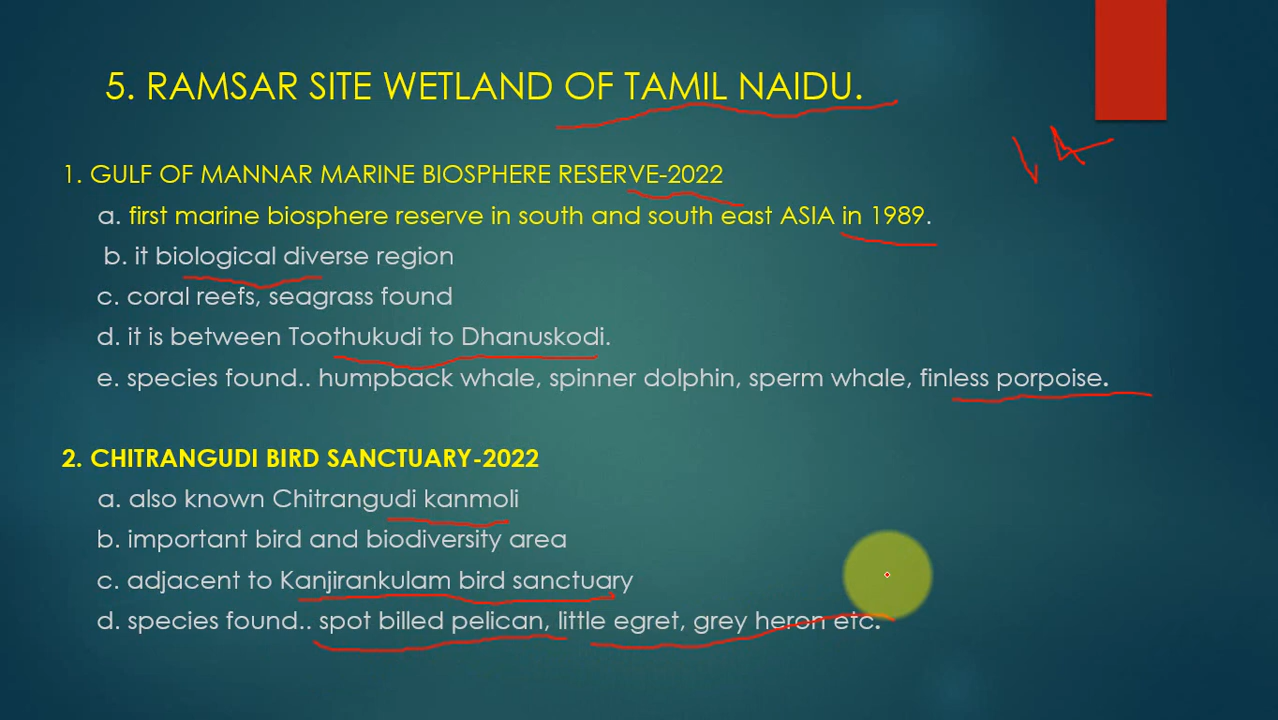 5. RAMSAR SITE WETLAND OF TAMIL NAIDU.
1. GULF OF MANNAR MARINE BIOSPHERE RESERVE-2022
a. first marine biosphere reserve in south and south east ASIA in 1989.
b. it biological diverse region
c. coral reefs, seagrass found
d. it is between Toothukudi to Dhanuskodi.
e. species found.. humpback whale, spinner dolphin, sperm whale, finless porpoise.
2. CHITRANGUDI BIRD SANCTUARY-2022
a. also known Chitrangudi kanmoli
b. important bird and biodiversity area
c. adjacent to Kanjirankulam bird sanctuary
d. species found.. spot billed pelican, little egret, grey heron etc.